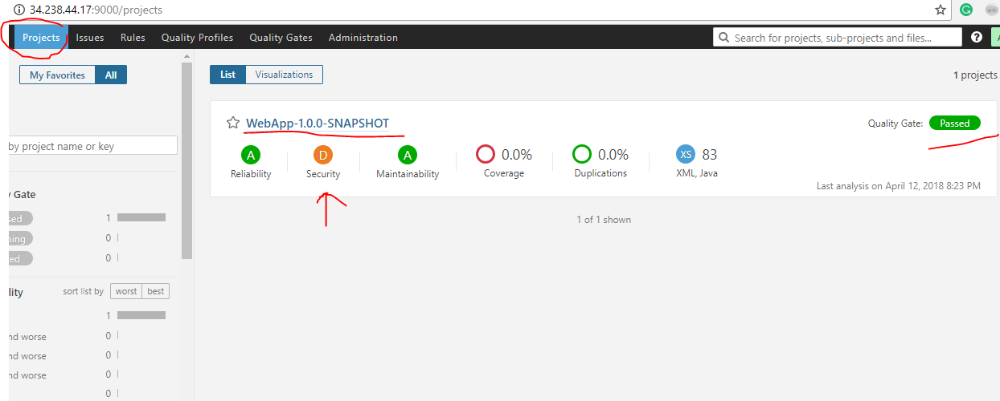 34.238.44.17:9000/projects
Projects Issues Rules Quality Profiles Quality Gates Administration Search for projects, sub-projects and files... ?
My Favorites All
List Visualizations
1 projects
WebApp-1.0.0-SNAPSHOT
Quality Gate: Passed
by project name or key
A D A 0.0% 0.0% XS 83
Reliability Security Maintainability Coverage Duplications XML, Java
Last analysis on April 12, 2018 8:23 PM
y Gate
sed 1
ning 0
ed 0
1 of 1 shown
lity sort list by worst best
1
nd worse 0
nd worse 0
nd worse 0
0